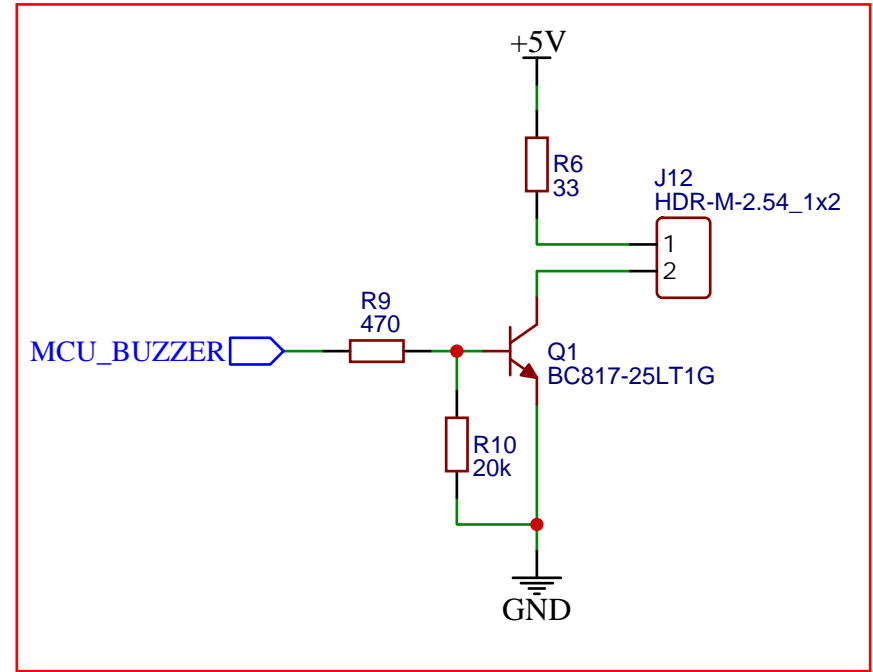 +5V
R6
33
J12
HDR-M-2.54_1x2
1
2
R9
470
MCU_BUZZER
Q1
BC817-25LT1G
R10
20k
GND